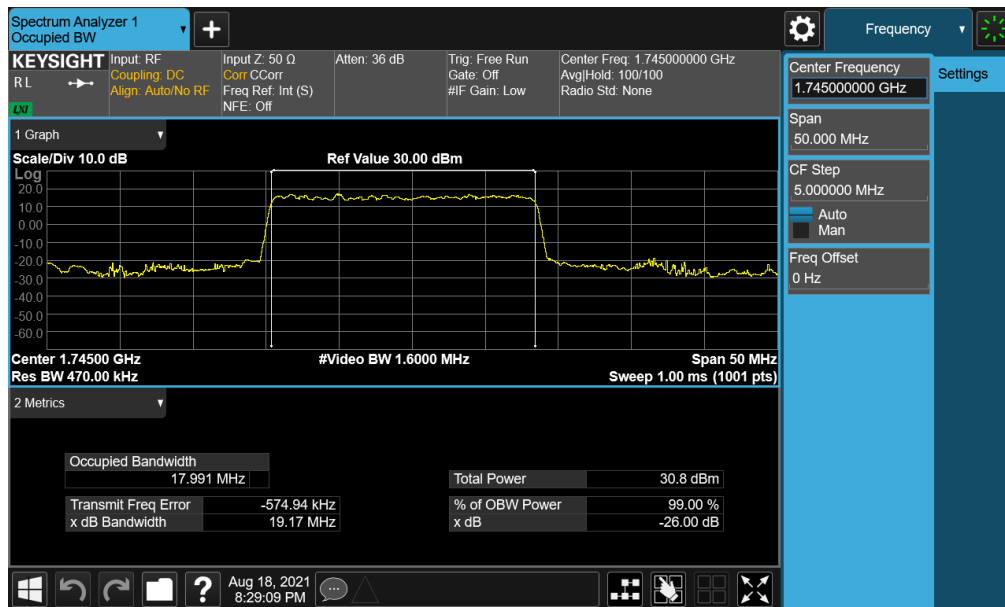 Spectrum Analyzer 1
Occupied BW
+
Frequency
KEYSIGHT
R L
LXI
Input: RF
Coupling: DC
Align: Auto/No RF
Input Z: 50 Ω
Corr CCorr
Freq Ref: Int (S)
NFE: Off
Atten: 36 dB
Trig: Free Run
Gate: Off
#IF Gain: Low
Center Freq: 1.745000000 GHz
Avg|Hold: 100/100
Radio Std: None
Center Frequency
1.745000000 GHz
Settings
Span
50.000 MHz
CF Step
5.000000 MHz
Auto
Man
Freq Offset
0 Hz
1 Graph
Scale/Div 10.0 dB
Ref Value 30.00 dBm
Log
20.0
10.0
0.00
-10.0
-20.0
-30.0
-40.0
-50.0
-60.0
Center 1.74500 GHz
#Video BW 1.6000 MHz
Span 50 MHz
Res BW 470.00 kHz
Sweep 1.00 ms (1001 pts)
2 Metrics
Occupied Bandwidth
17.991 MHz
Total Power 30.8 dBm
Transmit Freq Error -574.94 kHz
% of OBW Power 99.00 %
x dB Bandwidth 19.17 MHz
x dB -26.00 dB
?
Aug 18, 2021
8:29:09 PM